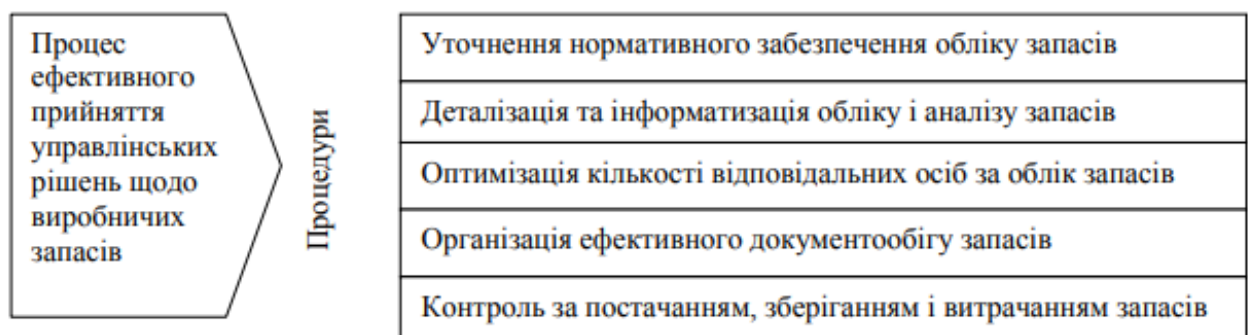 Процес
ефективного
прийняття
управлінських
рішень щодо
виробничих
запасів
Процедури
Уточнення нормативного забезпечення обліку запасів
Деталізація та інформатизація обліку і аналізу запасів
Оптимізація кількості відповідальних осіб за облік запасів
Організація ефективного документообігу запасів
Контроль за постачанням, зберіганням і витрачанням запасів